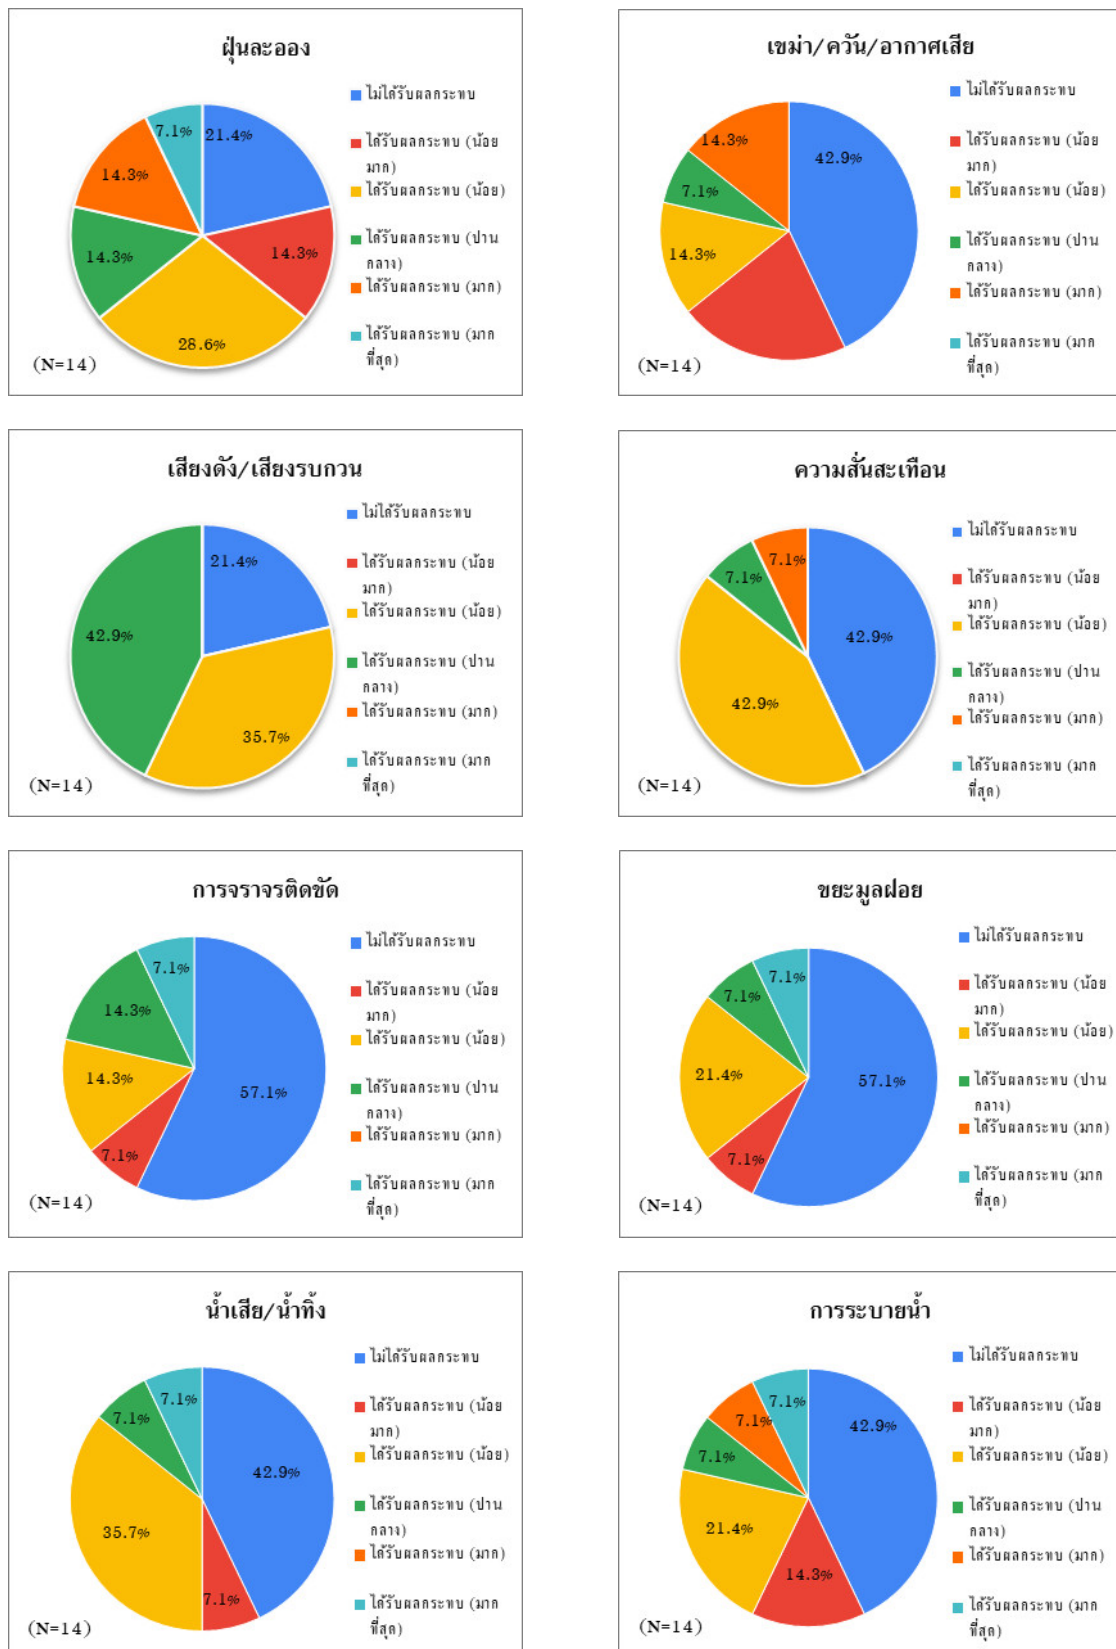 ฝุ่นละออง
ไม่ได้รับผลกระทบ
ได้รับผลกระทบ (น้อย
มาก)
ได้รับผลกระทบ (น้อย)
ได้รับผลกระทบ (ปาน
กลาง)
ได้รับผลกระทบ (มาก)
ได้รับผลกระทบ (มาก
ที่สุด)
7.1%
21.4%
14.3%
14.3%
14.3%
28.6%
(N=14)
เขม่า/ควัน/อากาศเสีย
ไม่ได้รับผลกระทบ
ได้รับผลกระทบ (น้อย
มาก)
ได้รับผลกระทบ (น้อย)
ได้รับผลกระทบ (ปาน
กลาง)
ได้รับผลกระทบ (มาก)
ได้รับผลกระทบ (มาก
ที่สุด)
14.3%
42.9%
7.1%
14.3%
(N=14)
เสียงดัง/เสียงรบกวน
ไม่ได้รับผลกระทบ
ได้รับผลกระทบ (น้อย
มาก)
ได้รับผลกระทบ (น้อย)
ได้รับผลกระทบ (ปาน
กลาง)
ได้รับผลกระทบ (มาก)
ได้รับผลกระทบ (มาก
ที่สุด)
21.4%
42.9%
35.7%
(N=14)
ความสั่นสะเทือน
ไม่ได้รับผลกระทบ
ได้รับผลกระทบ (น้อย
มาก)
ได้รับผลกระทบ (น้อย)
ได้รับผลกระทบ (ปาน
กลาง)
ได้รับผลกระทบ (มาก)
ได้รับผลกระทบ (มาก
ที่สุด)
7.1%
7.1%
42.9%
42.9%
(N=14)
การจราจรติดขัด
ไม่ได้รับผลกระทบ
ได้รับผลกระทบ (น้อย
มาก)
ได้รับผลกระทบ (น้อย)
ได้รับผลกระทบ (ปาน
กลาง)
ได้รับผลกระทบ (มาก)
ได้รับผลกระทบ (มาก
ที่สุด)
7.1%
14.3%
14.3%
57.1%
7.1%
(N=14)
ขยะมูลฝอย
ไม่ได้รับผลกระทบ
ได้รับผลกระทบ (น้อย
มาก)
ได้รับผลกระทบ (น้อย)
ได้รับผลกระทบ (ปาน
กลาง)
ได้รับผลกระทบ (มาก)
ได้รับผลกระทบ (มาก
ที่สุด)
7.1%
7.1%
21.4%
57.1%
7.1%
(N=14)
น้ำเสีย/น้ำทิ้ง
ไม่ได้รับผลกระทบ
ได้รับผลกระทบ (น้อย
มาก)
ได้รับผลกระทบ (น้อย)
ได้รับผลกระทบ (ปาน
กลาง)
ได้รับผลกระทบ (มาก)
ได้รับผลกระทบ (มาก
ที่สุด)
7.1%
7.1%
42.9%
35.7%
7.1%
(N=14)
การระบายน้ำ
ไม่ได้รับผลกระทบ
ได้รับผลกระทบ (น้อย
มาก)
ได้รับผลกระทบ (น้อย)
ได้รับผลกระทบ (ปาน
กลาง)
ได้รับผลกระทบ (มาก)
ได้รับผลกระทบ (มาก
ที่สุด)
7.1%
7.1%
42.9%
7.1%
21.4%
14.3%
(N=14)